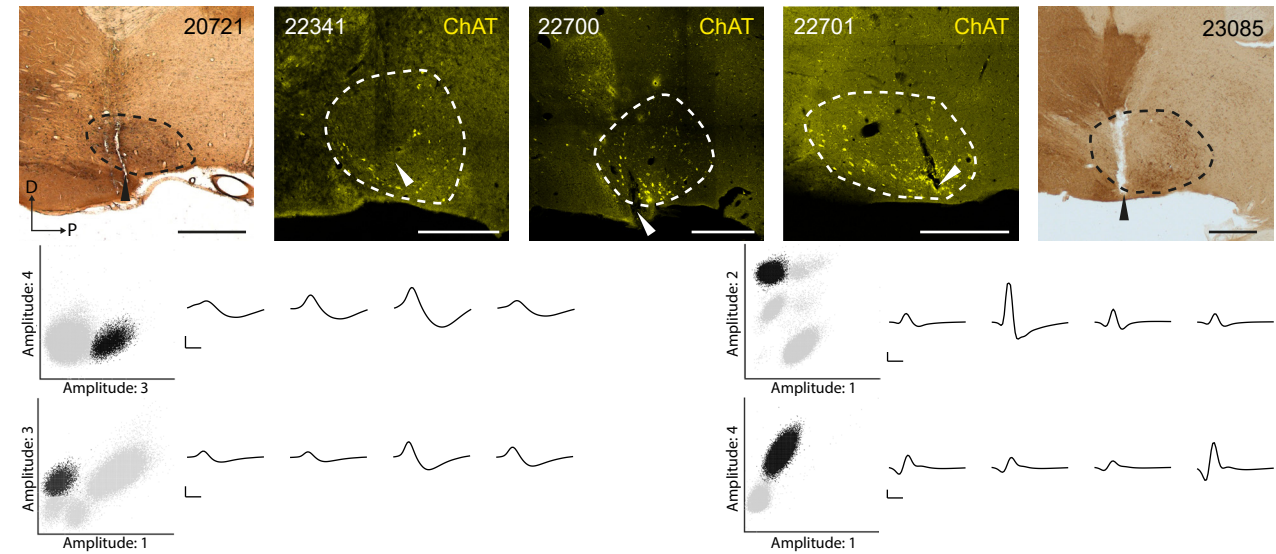 20721
22341 ChAT
22700 ChAT
22701 ChAT
23085
D
P
Amplitude: 4
Amplitude: 3
Amplitude: 2
Amplitude: 1
Amplitude: 3
Amplitude: 1
Amplitude: 4
Amplitude: 1